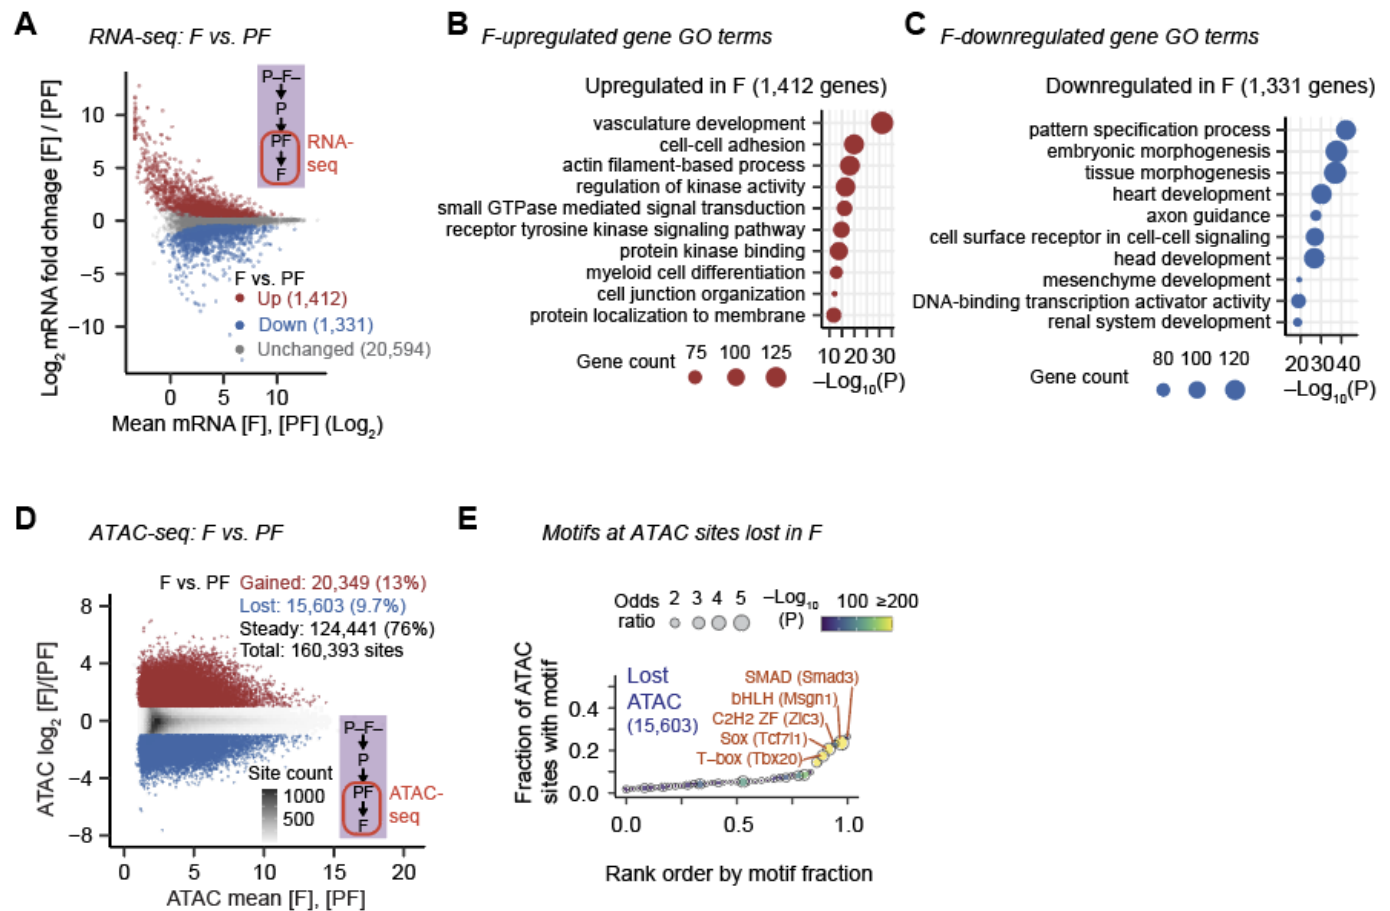 A
RNA-seq: F vs. PF
Log2 mRNA fold chnage [F] / [PF]
10
5
0
−5
−10
P–F–
P
PF
F
RNA-
seq
F vs. PF
Up (1,412)
Down (1,331)
Unchanged (20,594)
0
5
10
Mean mRNA [F], [PF] (Log2)
B
F-upregulated gene GO terms
Upregulated in F (1,412 genes)
vasculature development
cell-cell adhesion
actin filament-based process
regulation of kinase activity
small GTPase mediated signal transduction
receptor tyrosine kinase signaling pathway
protein kinase binding
myeloid cell differentiation
cell junction organization
protein localization to membrane
10 20 30
–Log10(P)
Gene count
75 100 125
C
F-downregulated gene GO terms
Downregulated in F (1,331 genes)
pattern specification process
embryonic morphogenesis
tissue morphogenesis
heart development
axon guidance
cell surface receptor in cell-cell signaling
head development
mesenchyme development
DNA-binding transcription activator activity
renal system development
20 30 40
–Log10(P)
Gene count
80 100 120
D
ATAC-seq: F vs. PF
F vs. PF Gained: 20,349 (13%)
Lost: 15,603 (9.7%)
Steady: 124,441 (76%)
Total: 160,393 sites
ATAC log2 [F]/[PF]
8
4
0
−4
−8
Site count
1000
500
P–F–
P
PF
F
ATAC-
seq
0 5 10 15 20
ATAC mean [F], [PF]
E
Motifs at ATAC sites lost in F
Odds
ratio
2 3 4 5
–Log10
(P)
100 ≥200
Fraction of ATAC
sites with motif
0.4
0.2
0.0
Lost
ATAC
(15,603)
SMAD (Smad3)
bHLH (Msgn1)
C2H2 ZF (Zic3)
Sox (Tcf7l1)
T−box (Tbx20)
0.0 0.5 1.0
Rank order by motif fraction